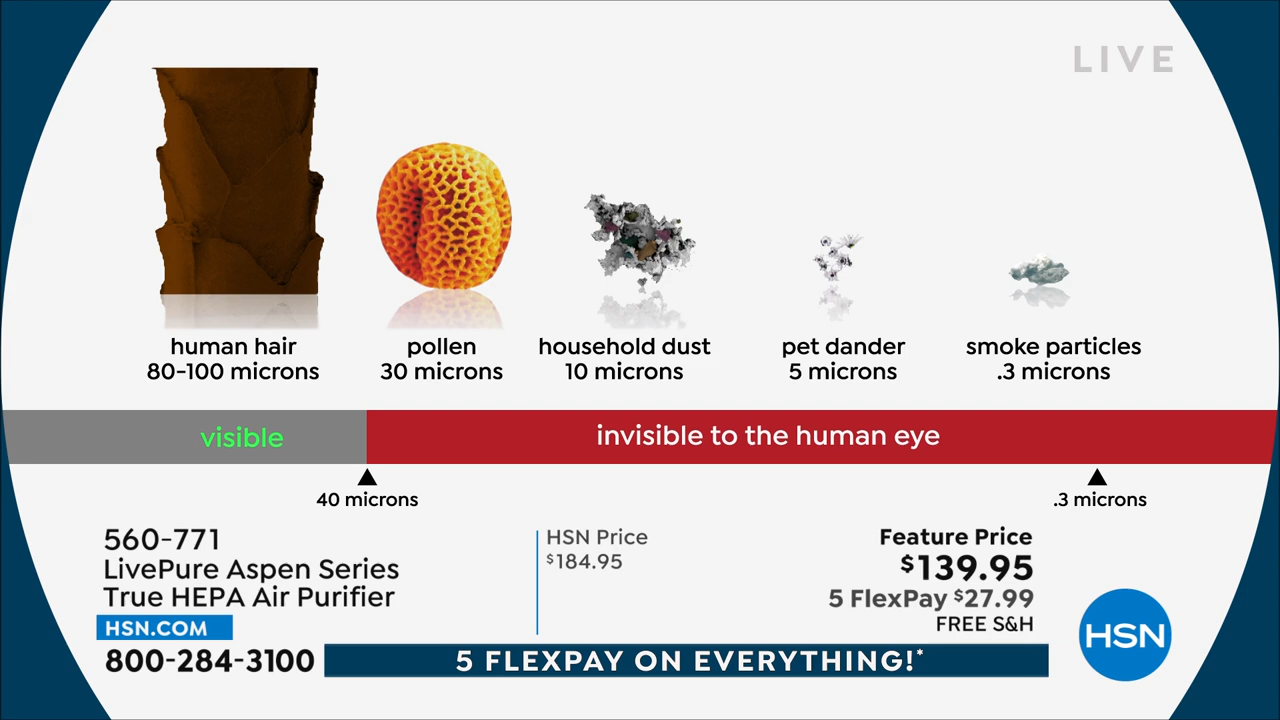 LIVE
human hair
80-100 microns
pollen
30 microns
household dust
10 microns
pet dander
5 microns
smoke particles
.3 microns
visible
invisible to the human eye
40 microns
.3 microns
560-771
LivePure Aspen Series
True HEPA Air Purifier
HSN.COM
800-284-3100
HSN Price
$184.95
Feature Price
$139.95
5 FlexPay $27.99
FREE S&H
5 FLEXPAY ON EVERYTHING!*
HSN